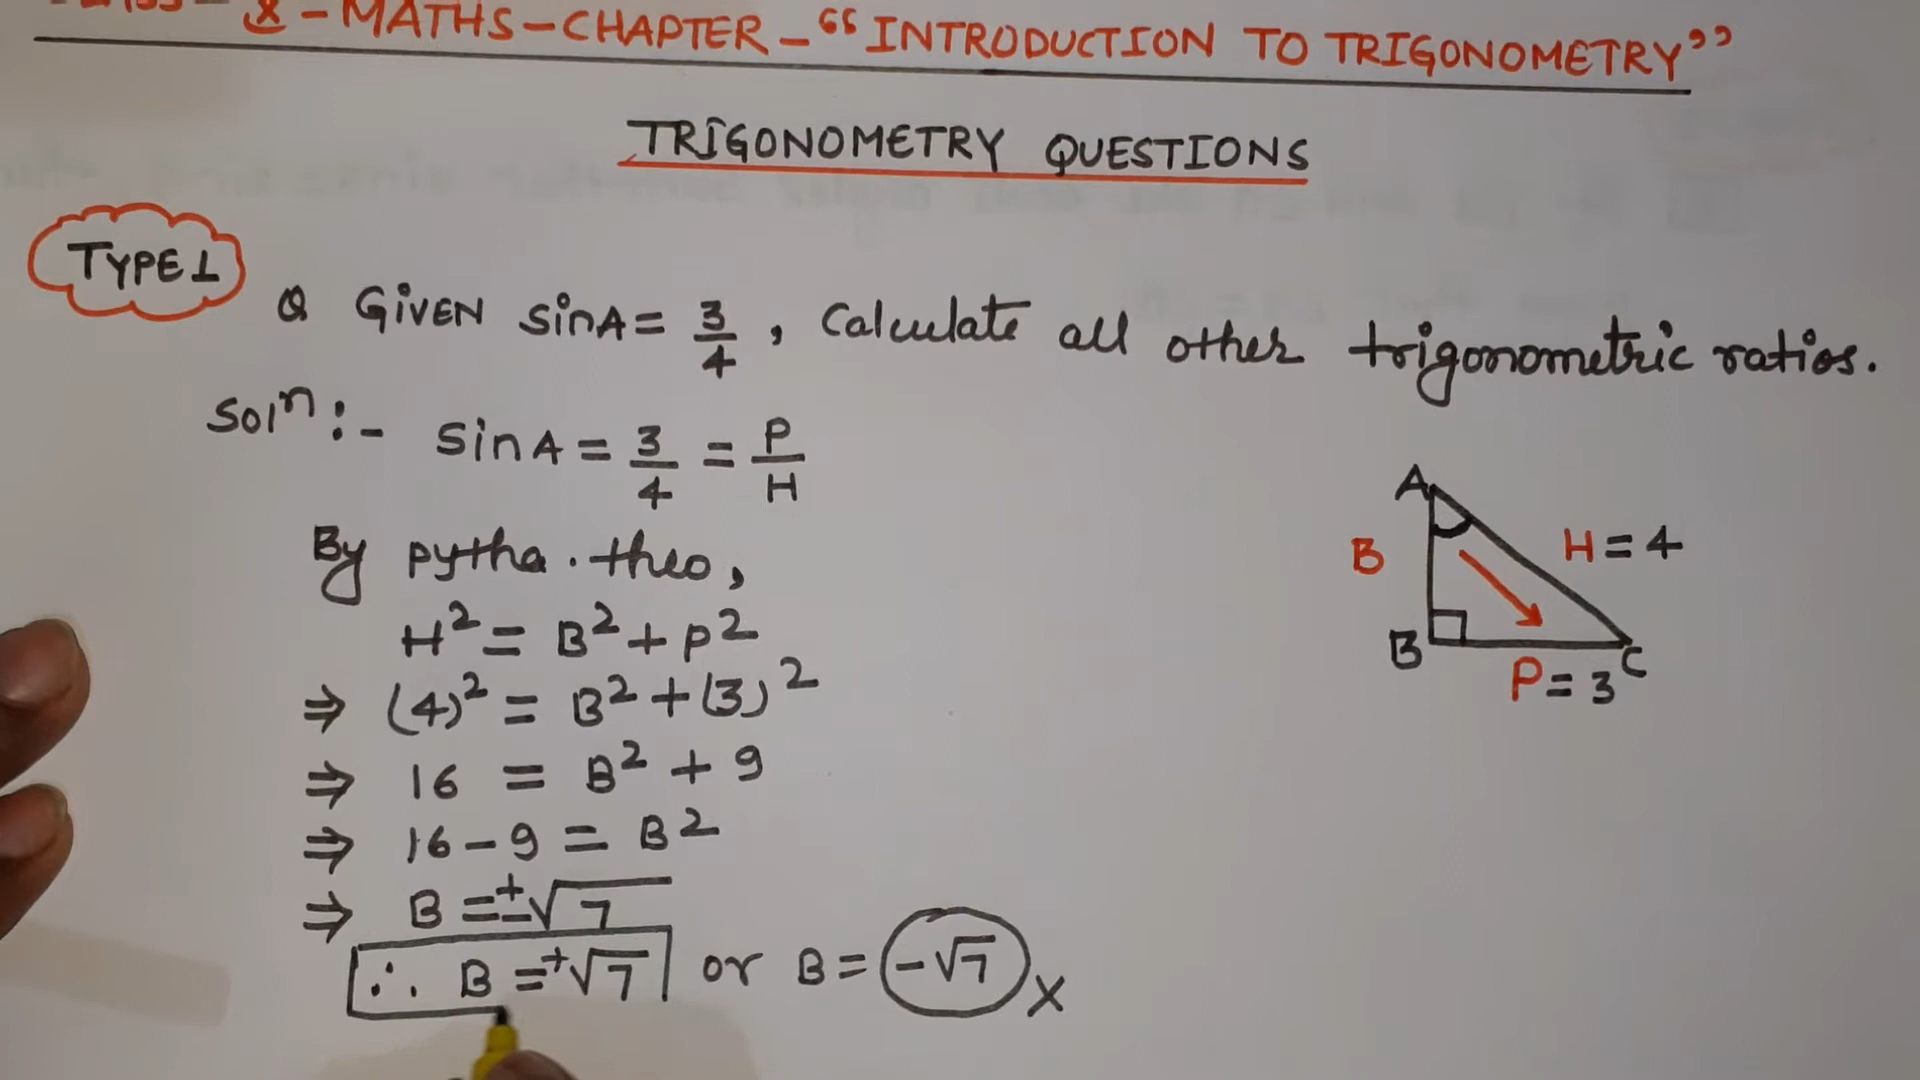 X - MATHS - CHAPTER - "INTRODUCTION TO TRIGONOMETRY"
TRIGONOMETRY QUESTIONS
TYPE 1
Q GIVEN sinA = 3/4 , Calculate all other trigonometric ratios.
Solⁿ :- sin A = 3/4 = P/H
By pytha. theo,
H² = B² + P²
⇒ (4)² = B² + (3)²
⇒ 16 = B² + 9
⇒ 16 - 9 = B²
⇒ B = ±√7
∴ B = +√7 or B = -√7 X
A
B H = 4
B C
P = 3